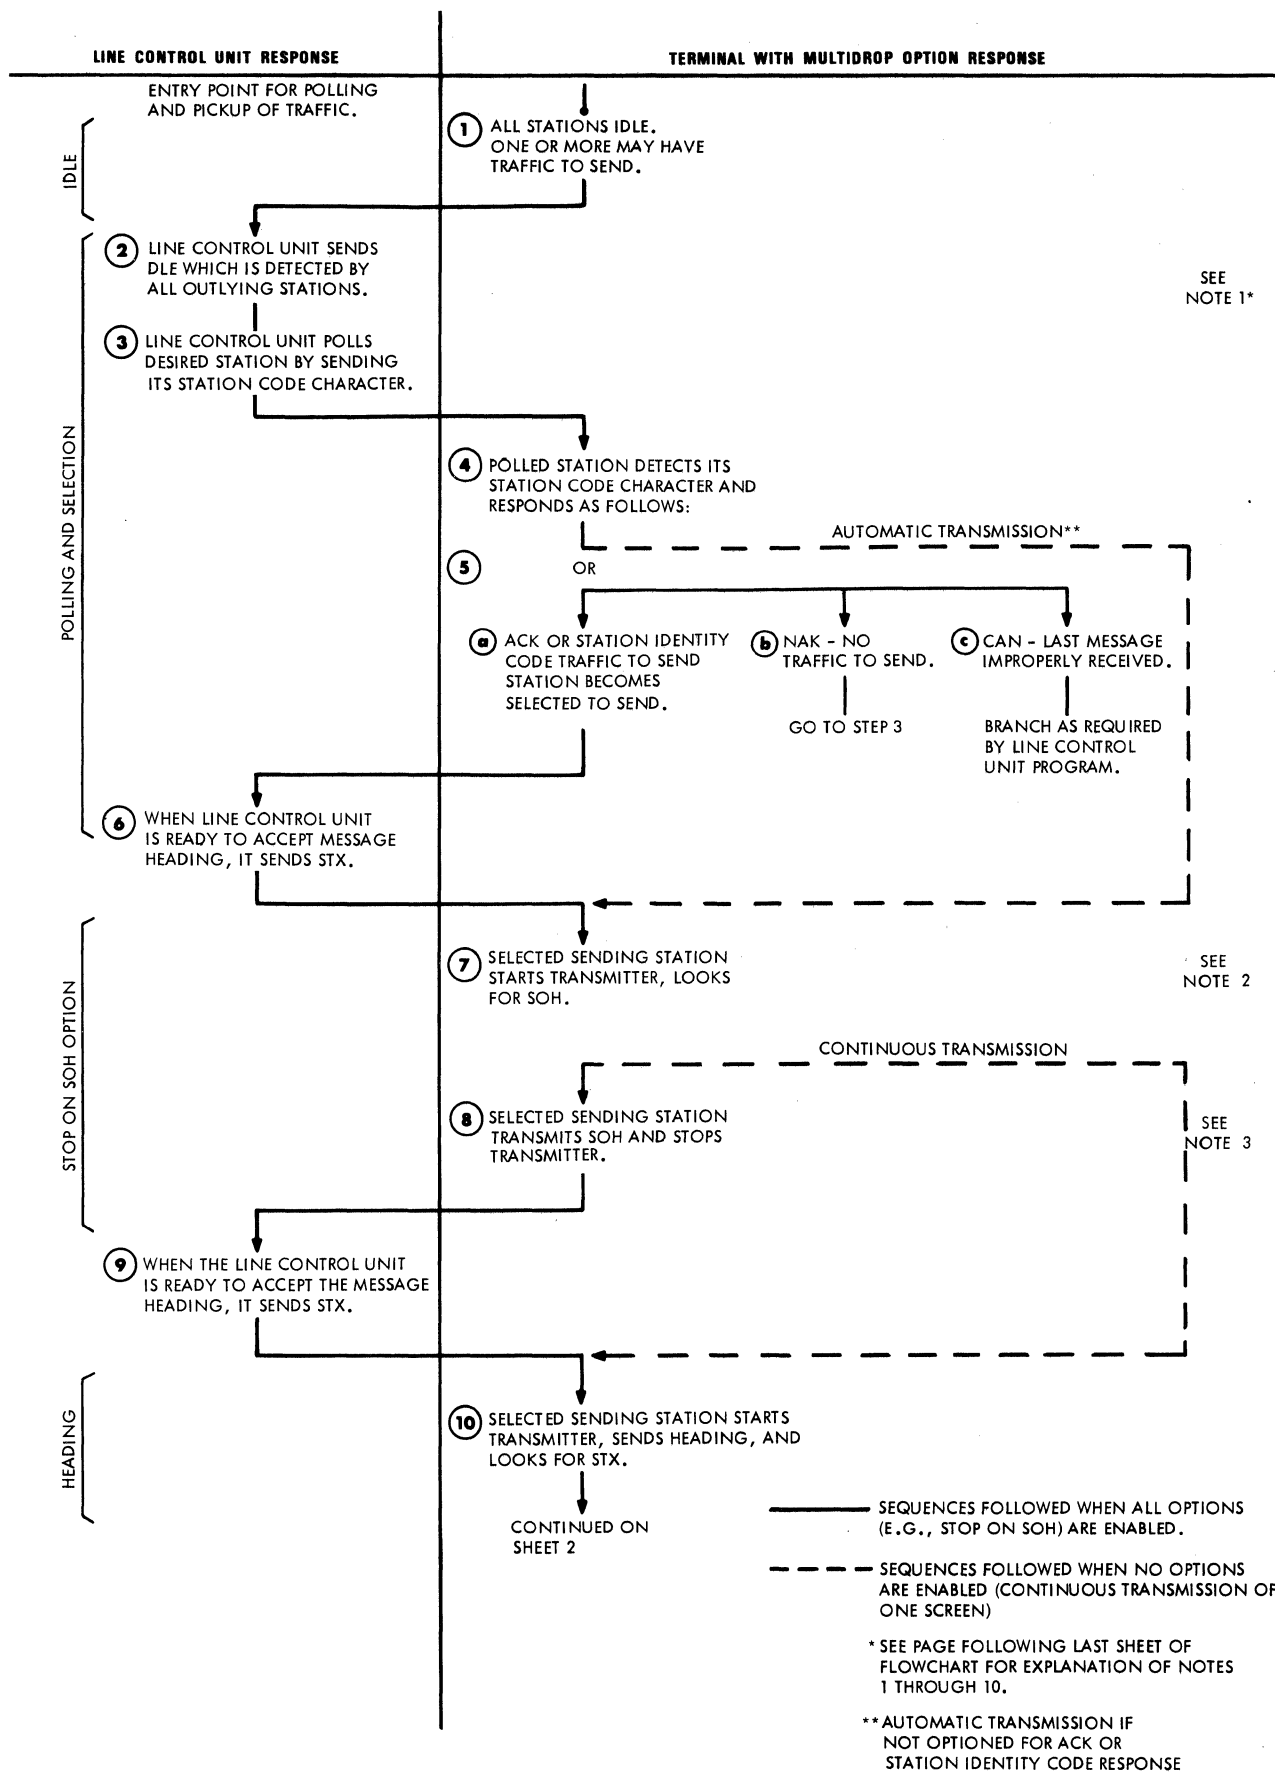 LINE CONTROL UNIT RESPONSE
TERMINAL WITH MULTIDROP OPTION RESPONSE
ENTRY POINT FOR POLLING
AND PICKUP OF TRAFFIC.
IDLE
1 ALL STATIONS IDLE.
ONE OR MORE MAY HAVE
TRAFFIC TO SEND.
POLLING AND SELECTION
2 LINE CONTROL UNIT SENDS
DLE WHICH IS DETECTED BY
ALL OUTLYING STATIONS.
SEE
NOTE 1*
3 LINE CONTROL UNIT POLLS
DESIRED STATION BY SENDING
ITS STATION CODE CHARACTER.
4 POLLED STATION DETECTS ITS
STATION CODE CHARACTER AND
RESPONDS AS FOLLOWS:
AUTOMATIC TRANSMISSION**
5 OR
a ACK OR STATION IDENTITY
CODE TRAFFIC TO SEND
STATION BECOMES
SELECTED TO SEND.
b NAK - NO
TRAFFIC TO SEND.
GO TO STEP 3
c CAN - LAST MESSAGE
IMPROPERLY RECEIVED.
BRANCH AS REQUIRED
BY LINE CONTROL
UNIT PROGRAM.
6 WHEN LINE CONTROL UNIT
IS READY TO ACCEPT MESSAGE
HEADING, IT SENDS STX.
STOP ON SOH OPTION
7 SELECTED SENDING STATION
STARTS TRANSMITTER, LOOKS
FOR SOH.
SEE
NOTE 2
CONTINUOUS TRANSMISSION
8 SELECTED SENDING STATION
TRANSMITS SOH AND STOPS
TRANSMITTER.
SEE
NOTE 3
9 WHEN THE LINE CONTROL UNIT
IS READY TO ACCEPT THE MESSAGE
HEADING, IT SENDS STX.
HEADING
10 SELECTED SENDING STATION STARTS
TRANSMITTER, SENDS HEADING, AND
LOOKS FOR STX.
CONTINUED ON
SHEET 2
SEQUENCES FOLLOWED WHEN ALL OPTIONS
(E.G., STOP ON SOH) ARE ENABLED.
SEQUENCES FOLLOWED WHEN NO OPTIONS
ARE ENABLED (CONTINUOUS TRANSMISSION OF
ONE SCREEN)
* SEE PAGE FOLLOWING LAST SHEET OF
FLOWCHART FOR EXPLANATION OF NOTES
1 THROUGH 10.
** AUTOMATIC TRANSMISSION IF
NOT OPTIONED FOR ACK OR
STATION IDENTITY CODE RESPONSE